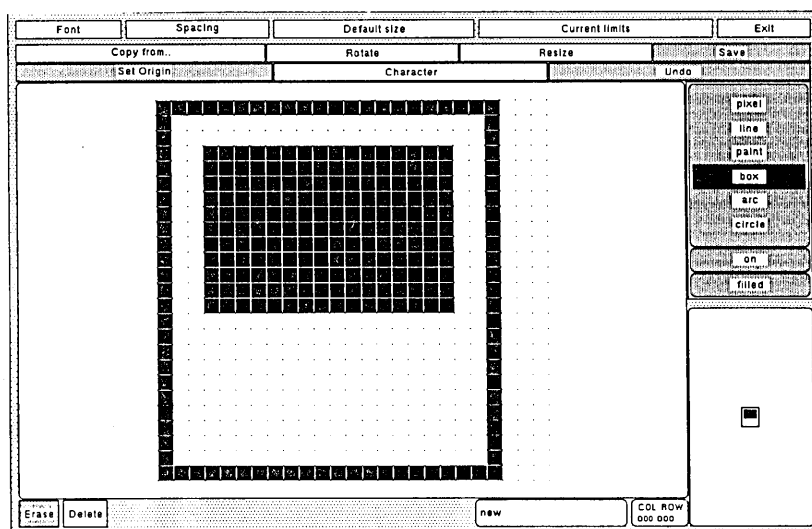 Font Spacing Default size Current limits Exit
Copy from.. Rotate Resize Save
Set Origin Character Undo
pixel
line
paint
box
arc
circle
on
filled
Erase Delete new COL ROW
000 000